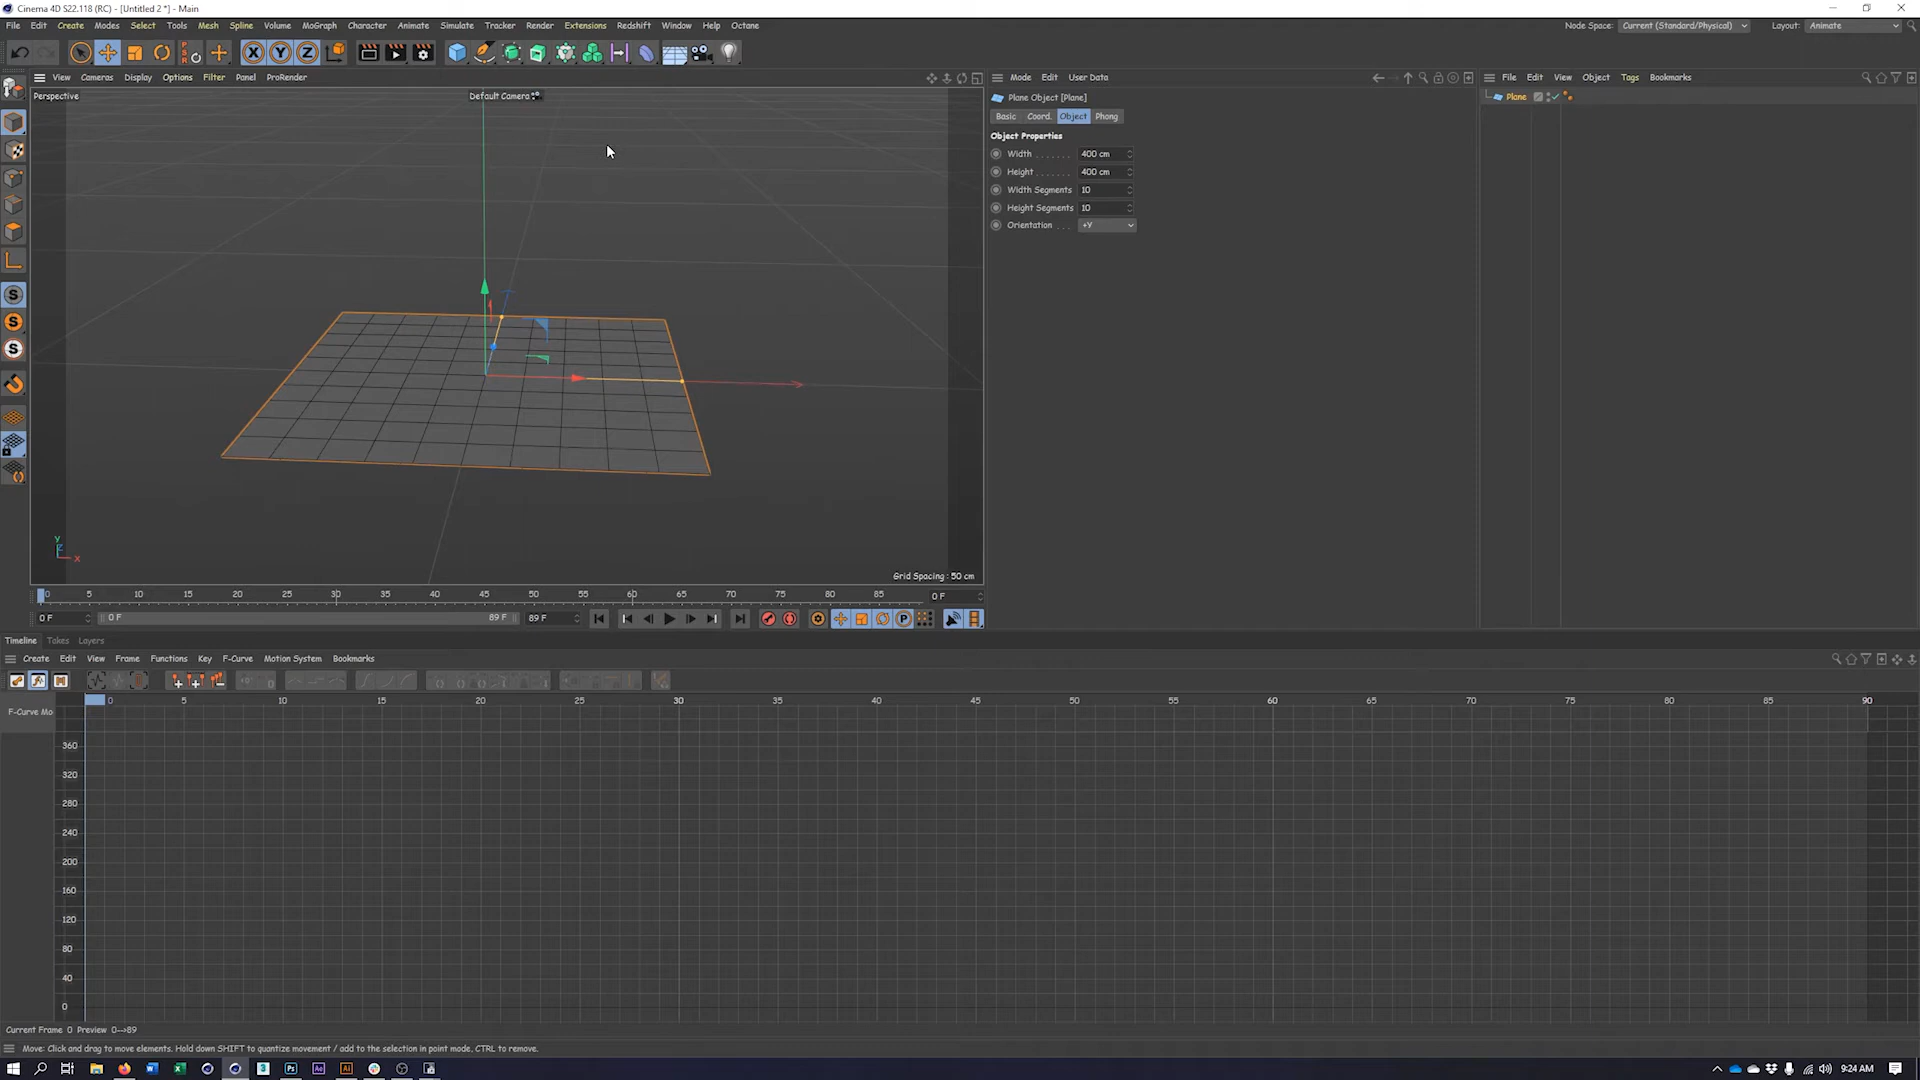 Cinema 4D S22.118 (RC) - [Untitled 2 *] - Main
File Edit Create Modes Select Tools Mesh Spline Volume MoGraph Character Animate Simulate Tracker Render Extensions Redshift Window Help Octane Node Space: Current (Standard/Physical) Layout: Animate
View Cameras Display Options Filter Panel ProRender
Mode Edit User Data
File Edit View Object Tags Bookmarks
Perspective
Default Camera
Plane Object [Plane]
Plane
Basic Coord. Object Phong
Object Properties
Width 400 cm
Height 400 cm
Width Segments 10
Height Segments 10
Orientation +Y
Y
Z
X
Grid Spacing : 50 cm
0 5 10 15 20 25 30 35 40 45 50 55 60 65 70 75 80 85 0 F
0 F 0 F 89 F 89 F
Timeline Takes Layers
Create Edit View Frame Functions Key F-Curve Motion System Bookmarks
0 5 10 15 20 25 30 35 40 45 50 55 60 65 70 75 80 85 90
F-Curve Mo
360
320
280
240
200
160
120
80
40
0
Current Frame 0 Preview 0-->89
Move: Click and drag to move elements. Hold down SHIFT to quantize movement / add to the selection in point mode, CTRL to remove.
9:24 AM